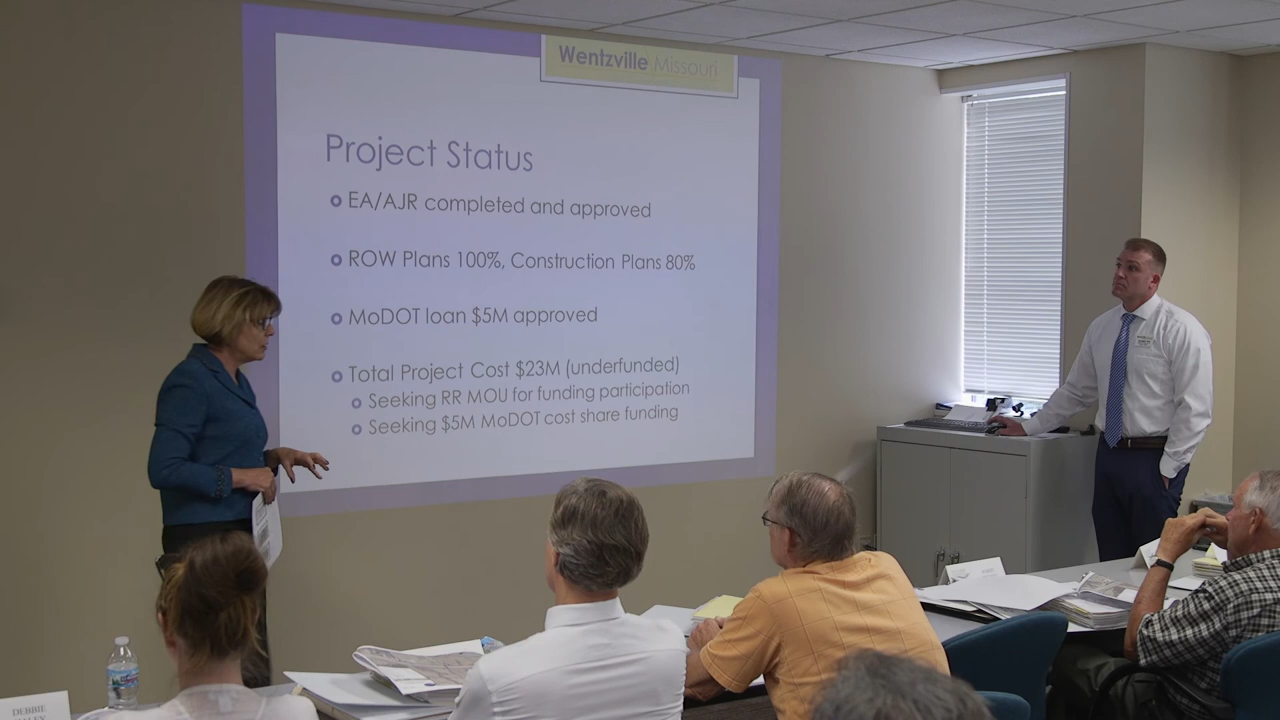 Wentzville Missouri
Project Status
EA/AJR completed and approved
ROW Plans 100%, Construction Plans 80%
MoDOT loan $5M approved
Total Project Cost $23M (underfunded)
Seeking RR MOU for funding participation
Seeking $5M MoDOT cost share funding
DEBBIE